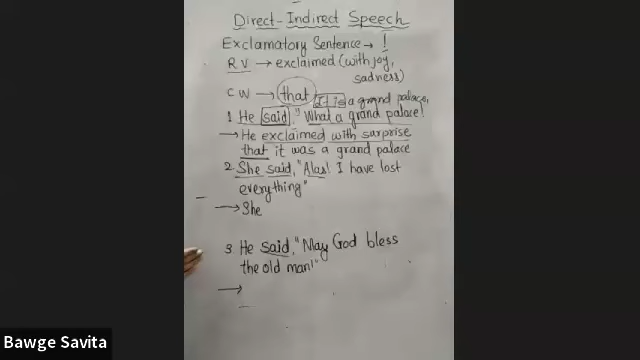 Direct-Indirect Speech
Exclamatory Sentence → !
RV → exclaimed (with joy,
sadness)
CW → that
It is a grand palace,
1 He said, "What a grand palace!
→ He exclaimed with surprise
that it was a grand palace
2 She said, "Alas! I have lost
everything"
→ She
3 He said, "May God bless
the old man!"
→
Bawge Savita